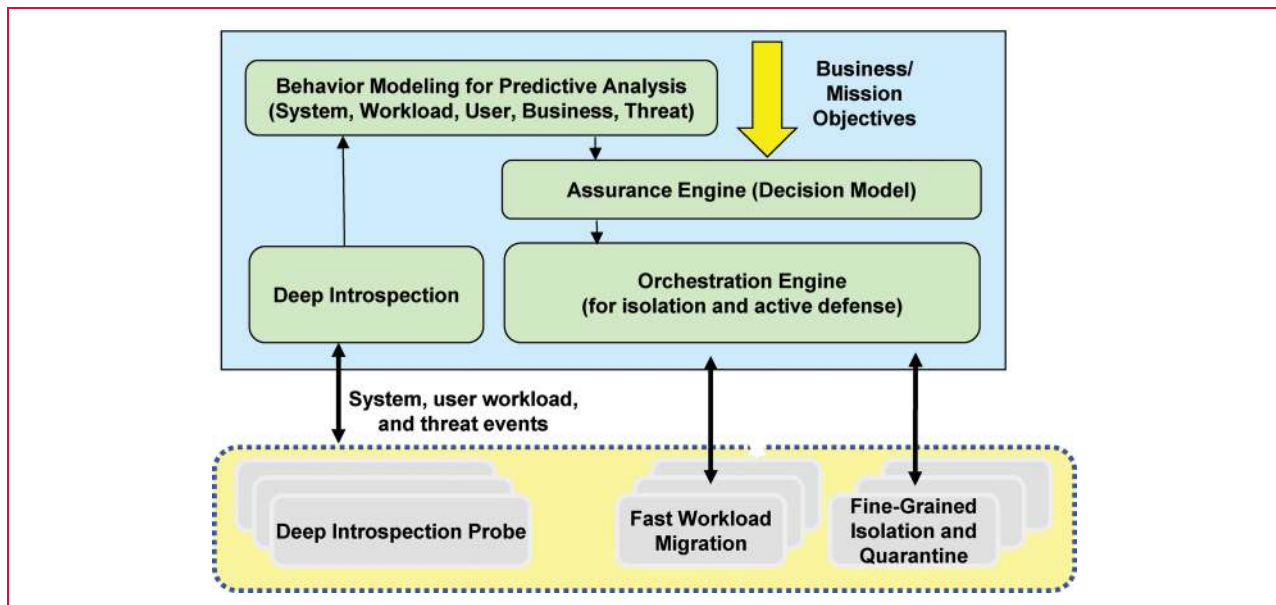 Business/
Mission
Objectives
Behavior Modeling for Predictive Analysis
(System, Workload, User, Business, Threat)
Assurance Engine (Decision Model)
Deep Introspection
Orchestration Engine
(for isolation and active defense)
System, user workload,
and threat events
Deep Introspection Probe
Fast Workload
Migration
Fine-Grained
Isolation and
Quarantine